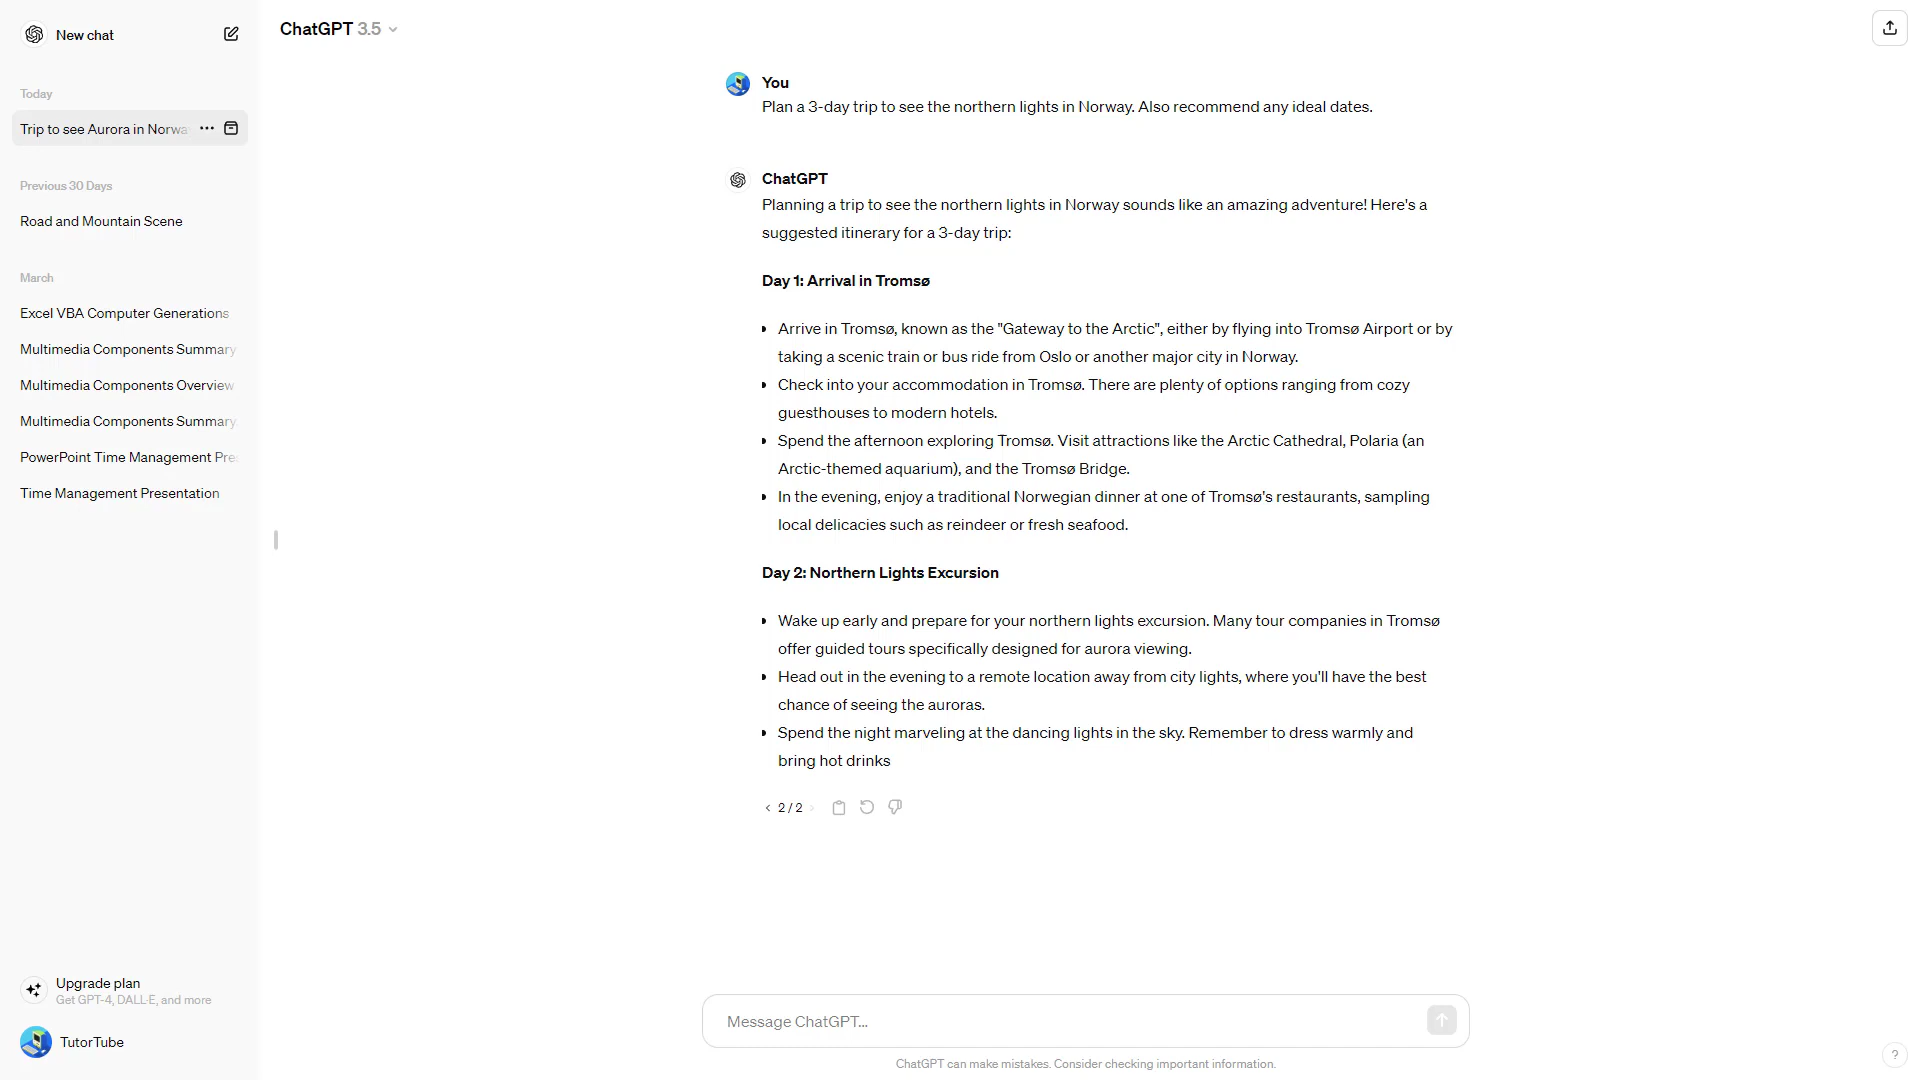 New chat
Today
Trip to see Aurora in Norwa
Previous 30 Days
Road and Mountain Scene
March
Excel VBA Computer Generations
Multimedia Components Summary
Multimedia Components Overview
Multimedia Components Summary
PowerPoint Time Management Pre
Time Management Presentation
Upgrade plan
Get GPT-4, DALL·E, and more
TutorTube
ChatGPT 3.5
You
Plan a 3-day trip to see the northern lights in Norway. Also recommend any ideal dates.
ChatGPT
Planning a trip to see the northern lights in Norway sounds like an amazing adventure! Here's a
suggested itinerary for a 3-day trip:
Day 1: Arrival in Tromsø
Arrive in Tromsø, known as the "Gateway to the Arctic", either by flying into Tromsø Airport or by
taking a scenic train or bus ride from Oslo or another major city in Norway.
Check into your accommodation in Tromsø. There are plenty of options ranging from cozy
guesthouses to modern hotels.
Spend the afternoon exploring Tromsø. Visit attractions like the Arctic Cathedral, Polaria (an
Arctic-themed aquarium), and the Tromsø Bridge.
In the evening, enjoy a traditional Norwegian dinner at one of Tromsø's restaurants, sampling
local delicacies such as reindeer or fresh seafood.
Day 2: Northern Lights Excursion
Wake up early and prepare for your northern lights excursion. Many tour companies in Tromsø
offer guided tours specifically designed for aurora viewing.
Head out in the evening to a remote location away from city lights, where you'll have the best
chance of seeing the auroras.
Spend the night marveling at the dancing lights in the sky. Remember to dress warmly and
bring hot drinks
2 / 2
Message ChatGPT...
ChatGPT can make mistakes. Consider checking important information.
?